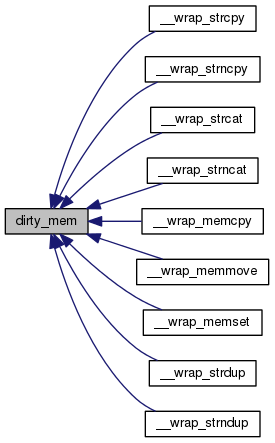 __wrap_strcpy
__wrap_strncpy
__wrap_strcat
__wrap_strncat
dirty_mem
__wrap_memcpy
__wrap_memmove
__wrap_memset
__wrap_strdup
__wrap_strndup